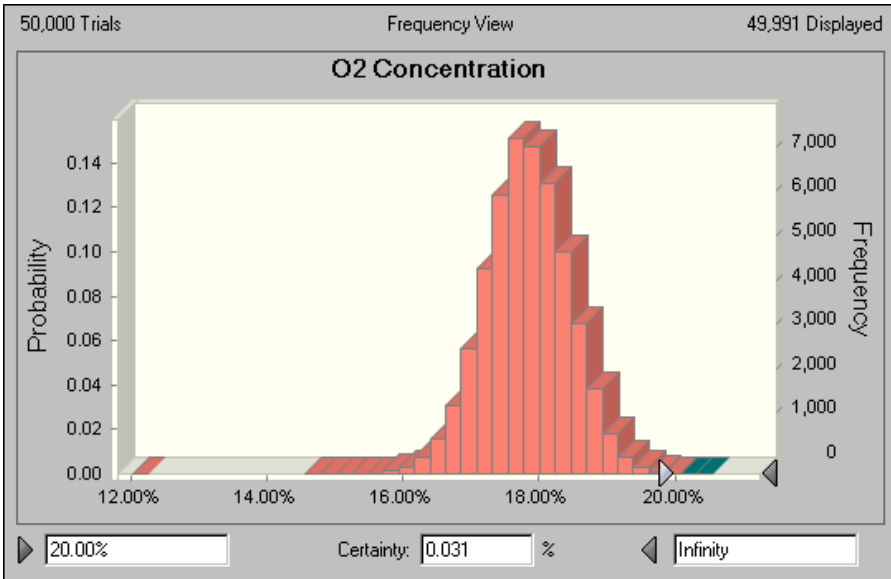 50,000 Trials Frequency View 49,991 Displayed
O2 Concentration
Probability
0.14
0.12
0.10
0.08
0.06
0.04
0.02
0.00
7,000
6,000
5,000
4,000
3,000
2,000
1,000
0
Frequency
12.00% 14.00% 16.00% 18.00% 20.00%
20.00% Certainty: 0.031 % Infinity